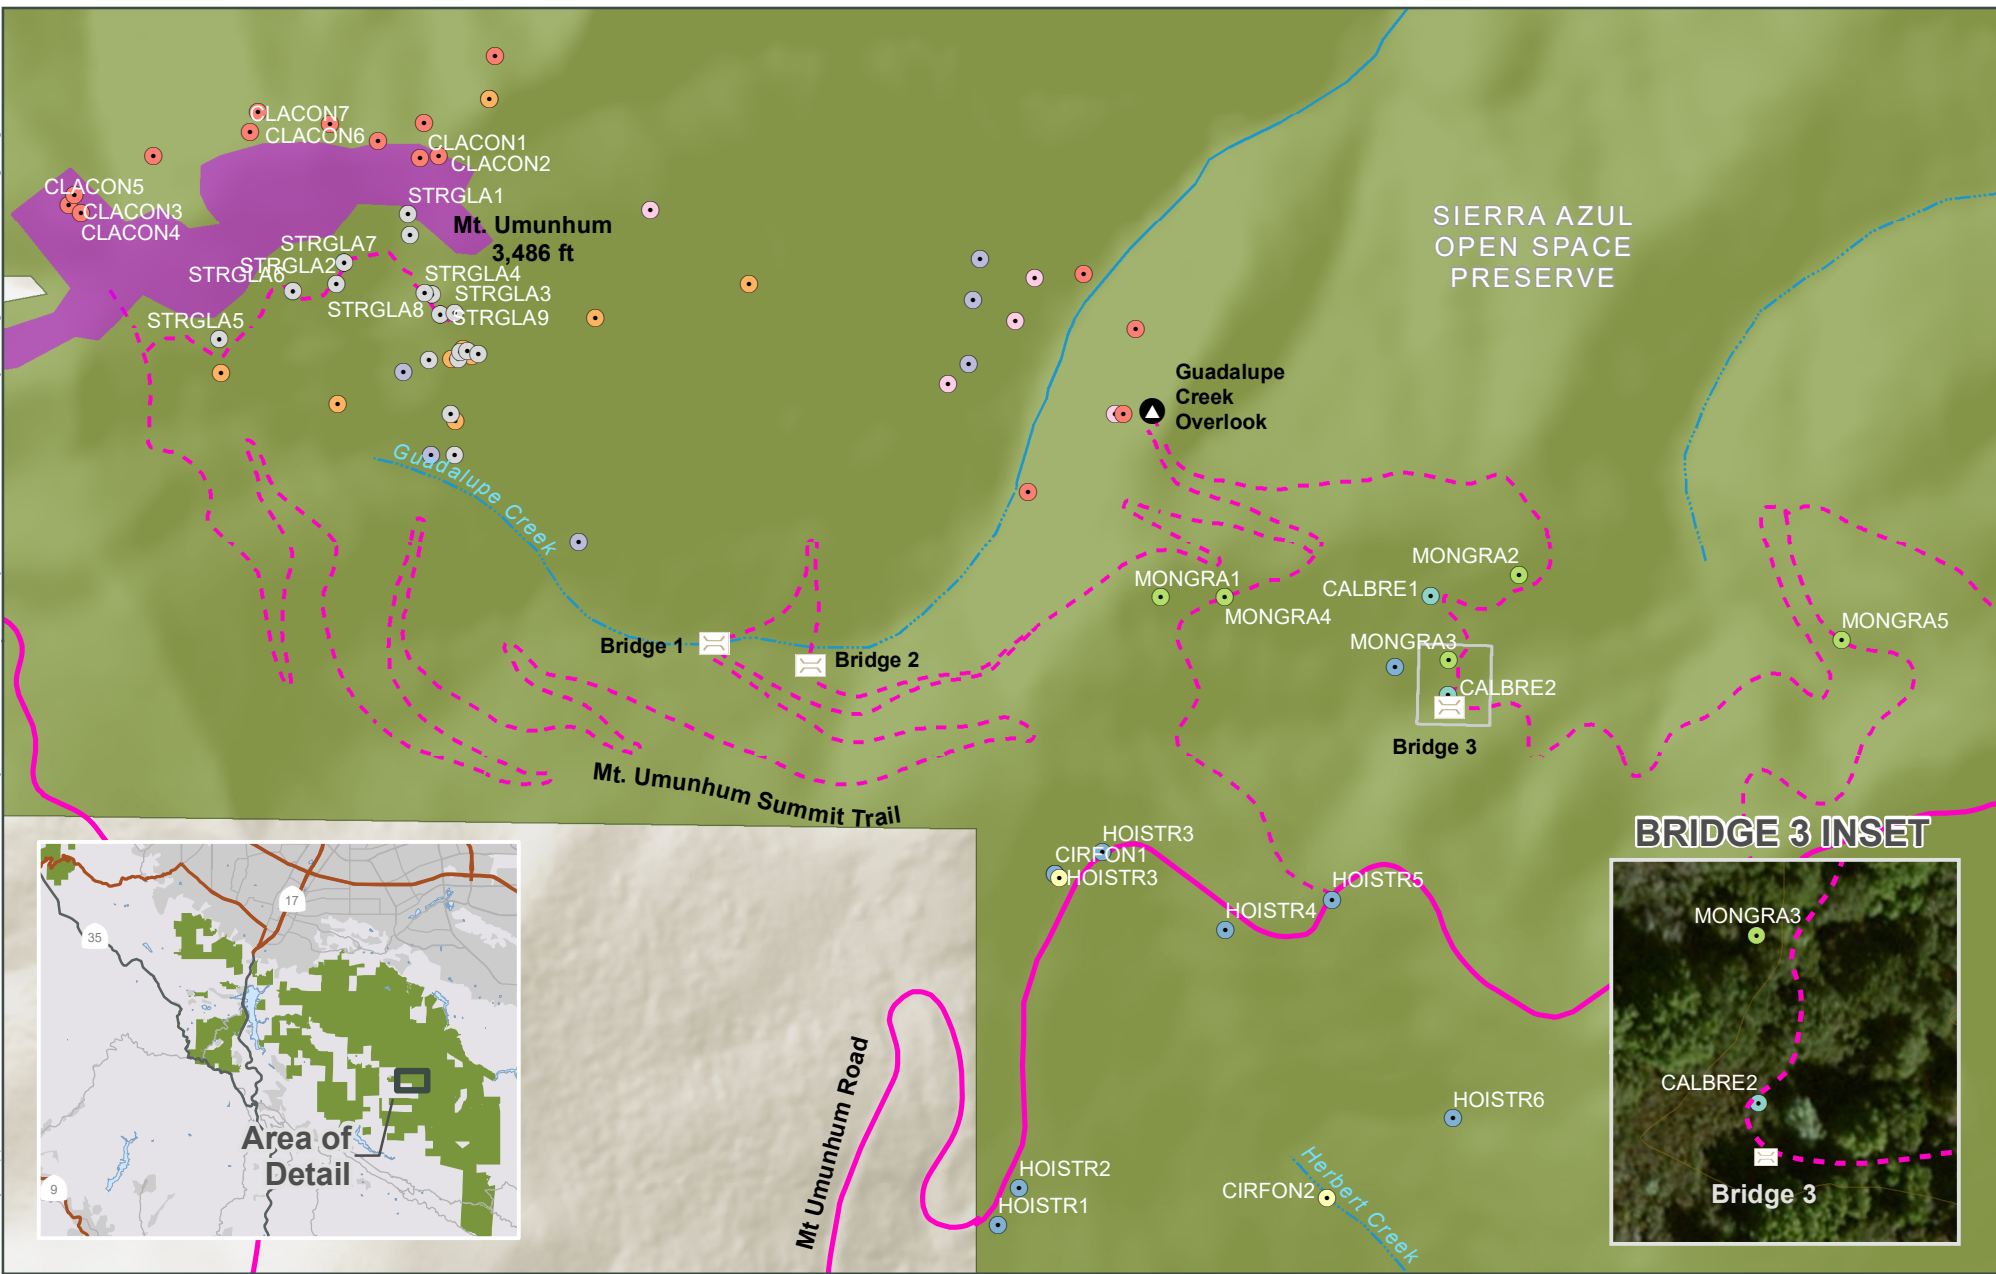 CLACON7
CLACON6
CLACON1
CLACON2
CLACON5
CLACON3
CLACON4
STRGLA1
Mt. Umunhum
3,486 ft
STRGLA7
STRGLA2
STRGLA6
STRGLA4
STRGLA3
STRGLA8
STRGLA9
STRGLA5
SIERRA AZUL
OPEN SPACE
PRESERVE
Guadalupe
Creek
Overlook
Guadalupe Creek
MONGRA2
MONGRA1
CALBRE1
MONGRA4
MONGRA5
MONGRA3
CALBRE2
Bridge 1
Bridge 2
Bridge 3
Mt. Umunhum Summit Trail
HOISTR3
CIRFON1
HOISTR3
HOISTR5
HOISTR4
HOISTR6
HOISTR2
HOISTR1
CIRFON2
Herbert Creek
Mt Umunhum Road
17
35
9
Area of
Detail
BRIDGE 3 INSET
MONGRA3
CALBRE2
Bridge 3